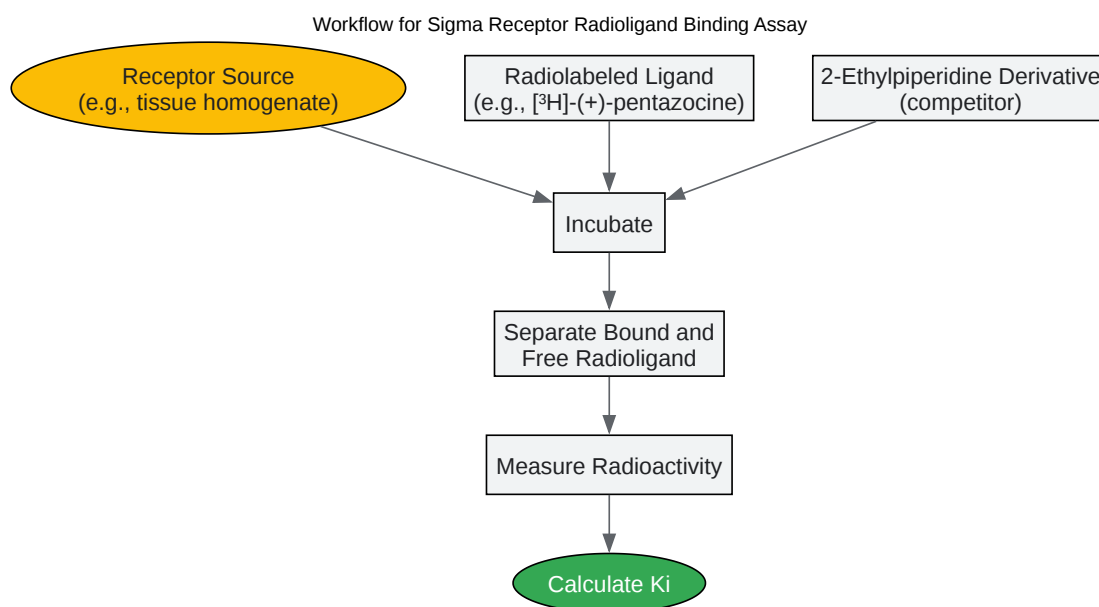 Workflow for Sigma Receptor Radioligand Binding Assay
Receptor Source
(e.g., tissue homogenate)
Radiolabeled Ligand
(e.g., [³H]-(+)-pentazocine)
2-Ethylpiperidine Derivative
(competitor)
Incubate
Separate Bound and
Free Radioligand
Measure Radioactivity
Calculate Ki